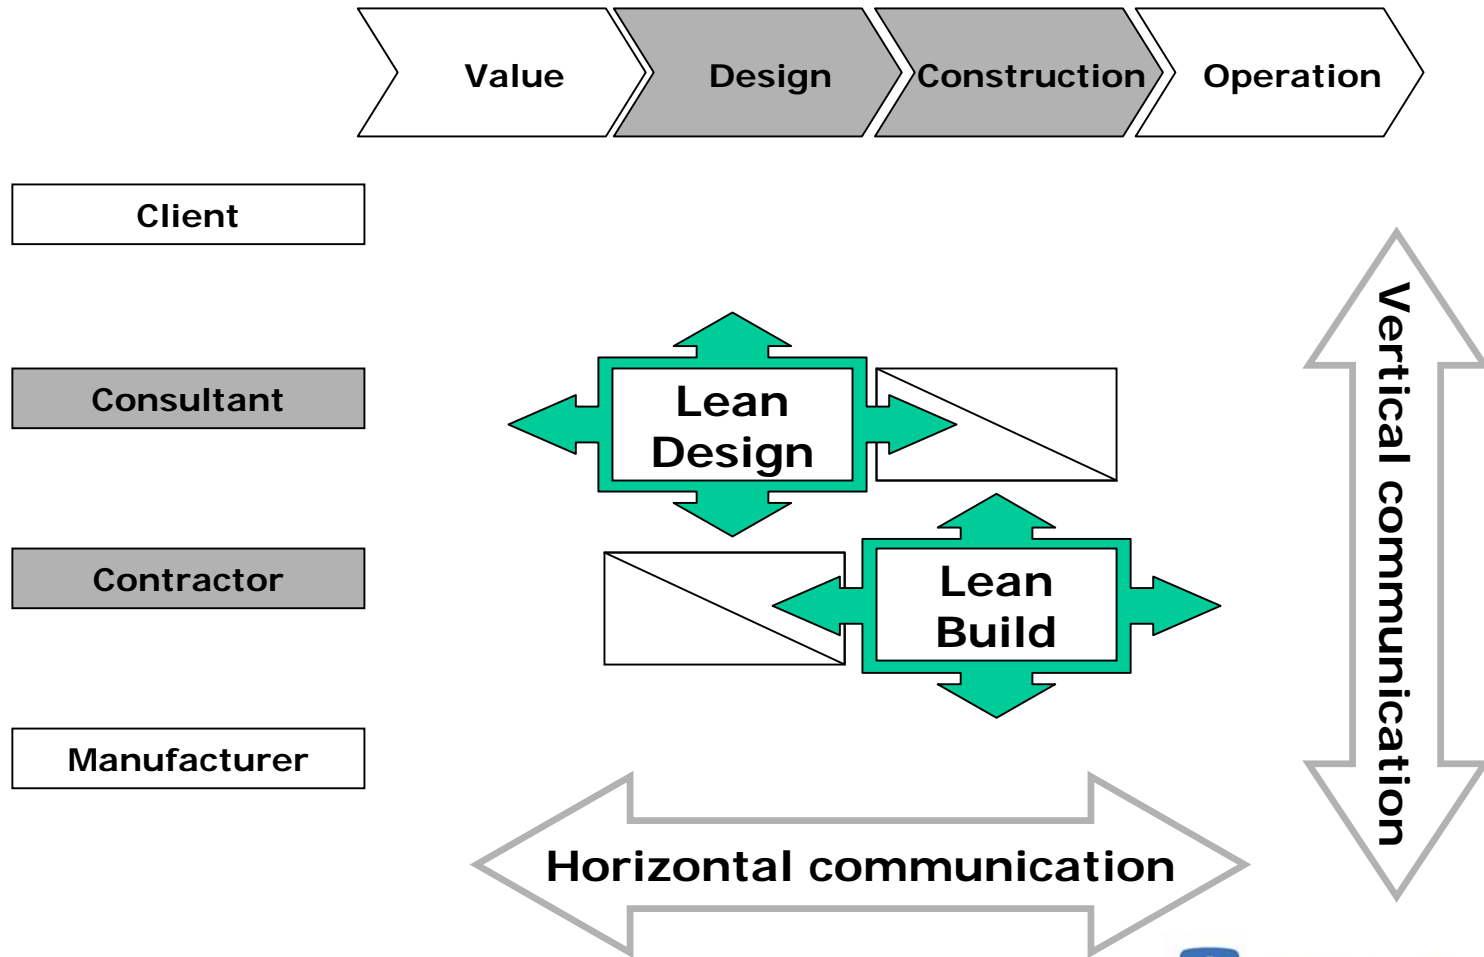 Value
Design
Construction
Operation
Client
Consultant
Lean
Design
Contractor
Lean
Build
Manufacturer
Horizontal communication
Vertical communication